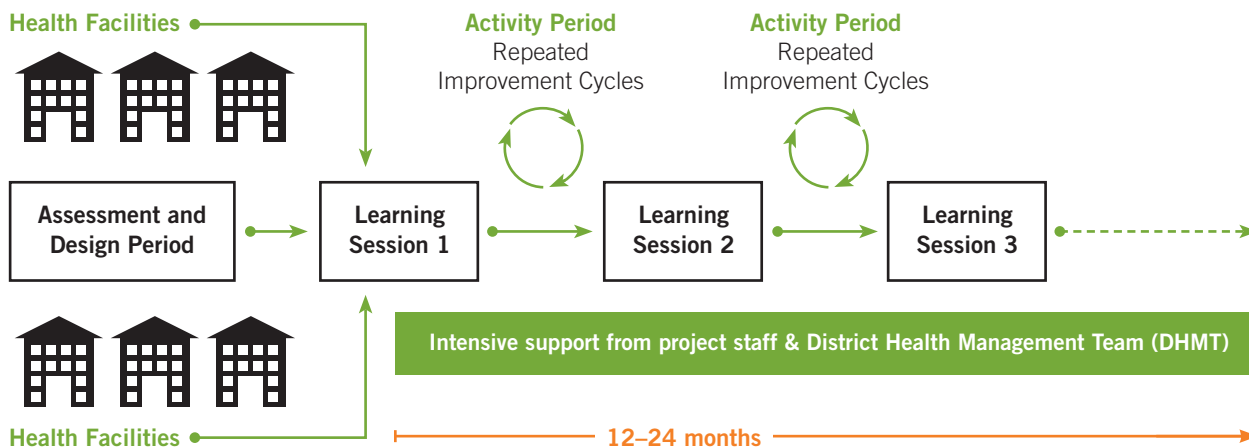 Health Facilities
Activity Period
Repeated
Improvement Cycles
Activity Period
Repeated
Improvement Cycles
Assessment and
Design Period
Learning
Session 1
Learning
Session 2
Learning
Session 3
Intensive support from project staff & District Health Management Team (DHMT)
Health Facilities
12–24 months